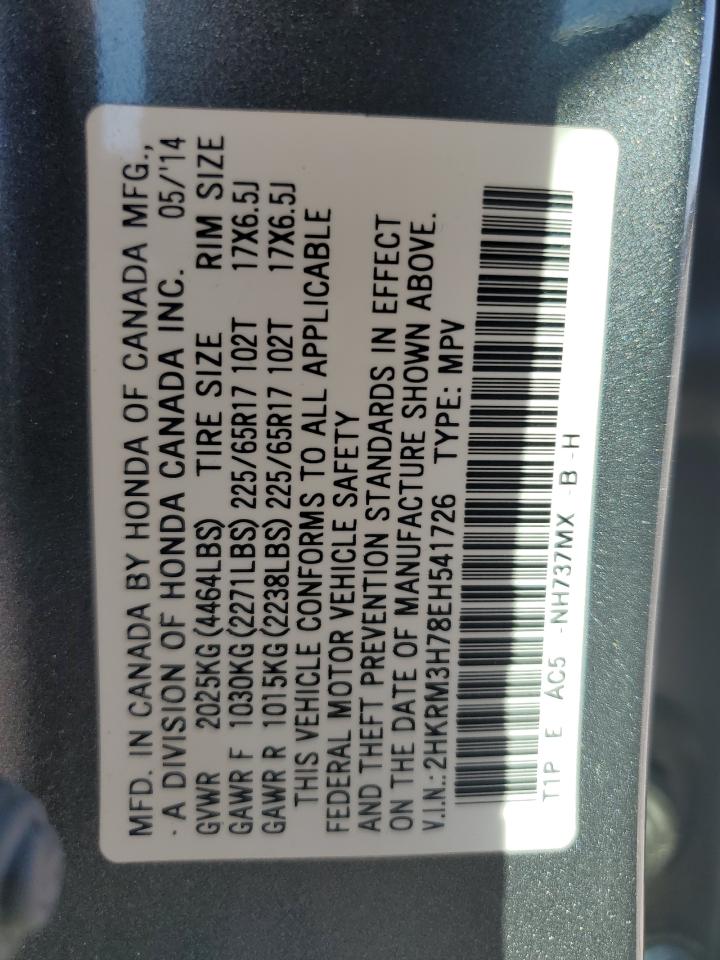 MFD. IN CANADA BY HONDA OF CANADA MFG.,
· A DIVISION OF HONDA CANADA INC. 05/'14
GVWR 2025KG(4464LBS) TIRE SIZE RIM SIZE
GAWR F 1030KG(2271LBS) 225/65R17 102T 17X6.5J
GAWR R 1015KG(2238LBS) 225/65R17 102T 17X6.5J
THIS VEHICLE CONFORMS TO ALL APPLICABLE
FEDERAL MOTOR VEHICLE SAFETY
AND THEFT PREVENTION STANDARDS IN EFFECT
ON THE DATE OF MANUFACTURE SHOWN ABOVE.
V.I.N.: 2HKRM3H78EH541726 TYPE: MPV
T1P E AC5 -NH737MX -B -H